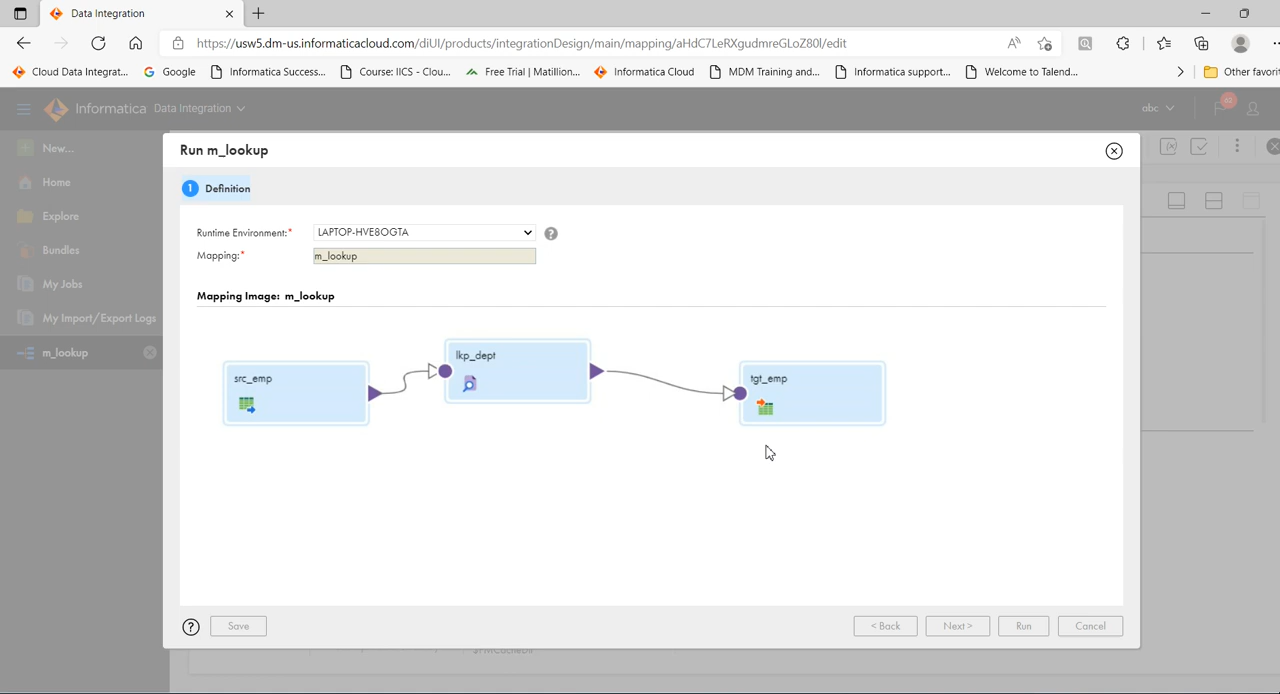 Data Integration
https://usw5.dm-us.informaticacloud.com/diUI/products/integrationDesign/main/mapping/aHdC7LeRXgudmreGLoZ80l/edit
Cloud Data Integrat... Google Informatica Success... Course: IICS - Clou... Free Trial | Matillion... Informatica Cloud MDM Training and... Informatica support... Welcome to Talend... Other favorit
Informatica Data Integration abc
New...
Home
Explore
Bundles
My Jobs
My Import/Export Logs
m_lookup
Run m_lookup
1 Definition
Runtime Environment:* LAPTOP-HVE8OGTA
Mapping:* m_lookup
Mapping Image: m_lookup
src_emp
lkp_dept
tgt_emp
Save < Back Next > Run Cancel